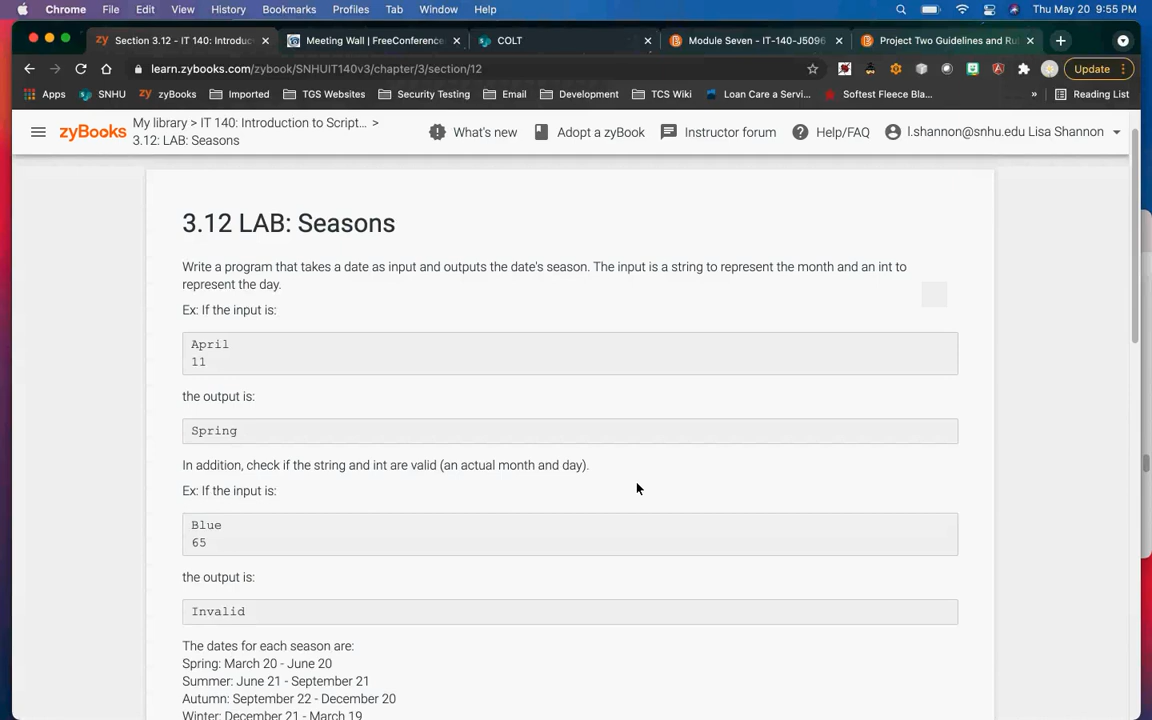 Chrome File Edit View History Bookmarks Profiles Tab Window Help Thu May 20 9:55 PM
Section 3.12 - IT 140: Introduc Meeting Wall | FreeConference COLT Module Seven - IT-140-J5096 Project Two Guidelines and Ru
learn.zybooks.com/zybook/SNHUIT140v3/chapter/3/section/12 Update
Apps SNHU zyBooks Imported TGS Websites Security Testing Email Development TCS Wiki Loan Care a Servi... Softest Fleece Bla... » Reading List
zyBooks My library > IT 140: Introduction to Script... >
3.12: LAB: Seasons
What's new Adopt a zyBook Instructor forum Help/FAQ l.shannon@snhu.edu Lisa Shannon
3.12 LAB: Seasons
Write a program that takes a date as input and outputs the date's season. The input is a string to represent the month and an int to
represent the day.
Ex: If the input is:
April
11
the output is:
Spring
In addition, check if the string and int are valid (an actual month and day).
Ex: If the input is:
Blue
65
the output is:
Invalid
The dates for each season are:
Spring: March 20 - June 20
Summer: June 21 - September 21
Autumn: September 22 - December 20
Winter: December 21 - March 19